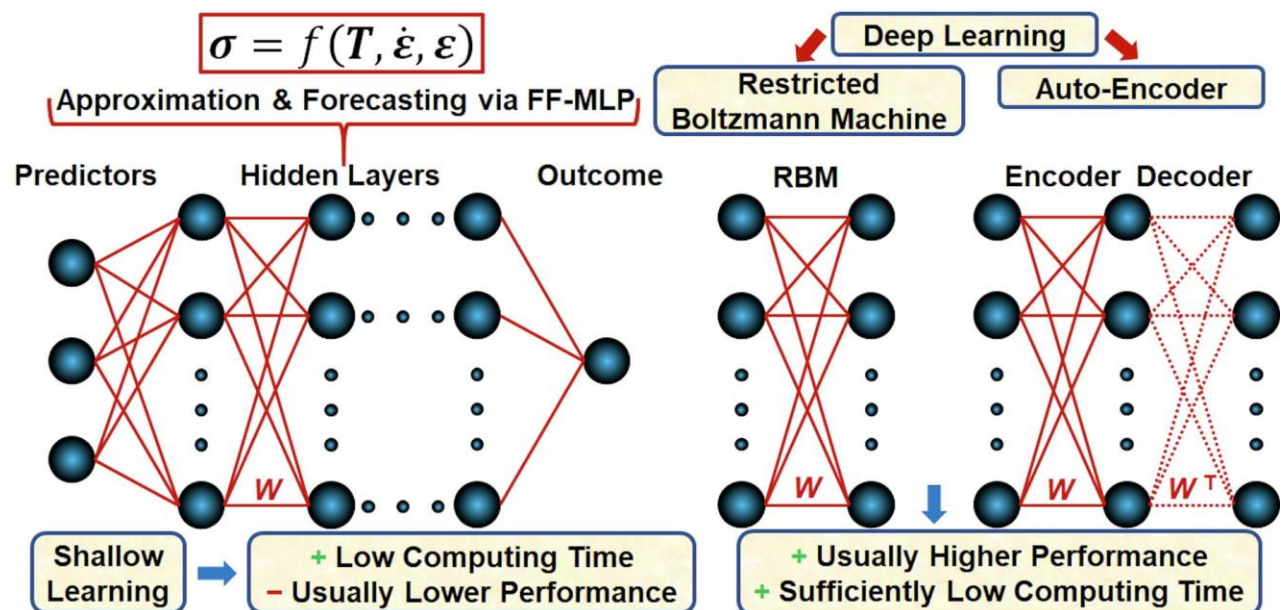 σ = f(T, ε̇, ε)
Approximation & Forecasting via FF-MLP
Predictors
Hidden Layers
Outcome
W
Shallow
Learning
+ Low Computing Time
− Usually Lower Performance
Deep Learning
Restricted
Boltzmann Machine
Auto-Encoder
RBM
Encoder Decoder
W
W
W ᵀ
+ Usually Higher Performance
+ Sufficiently Low Computing Time